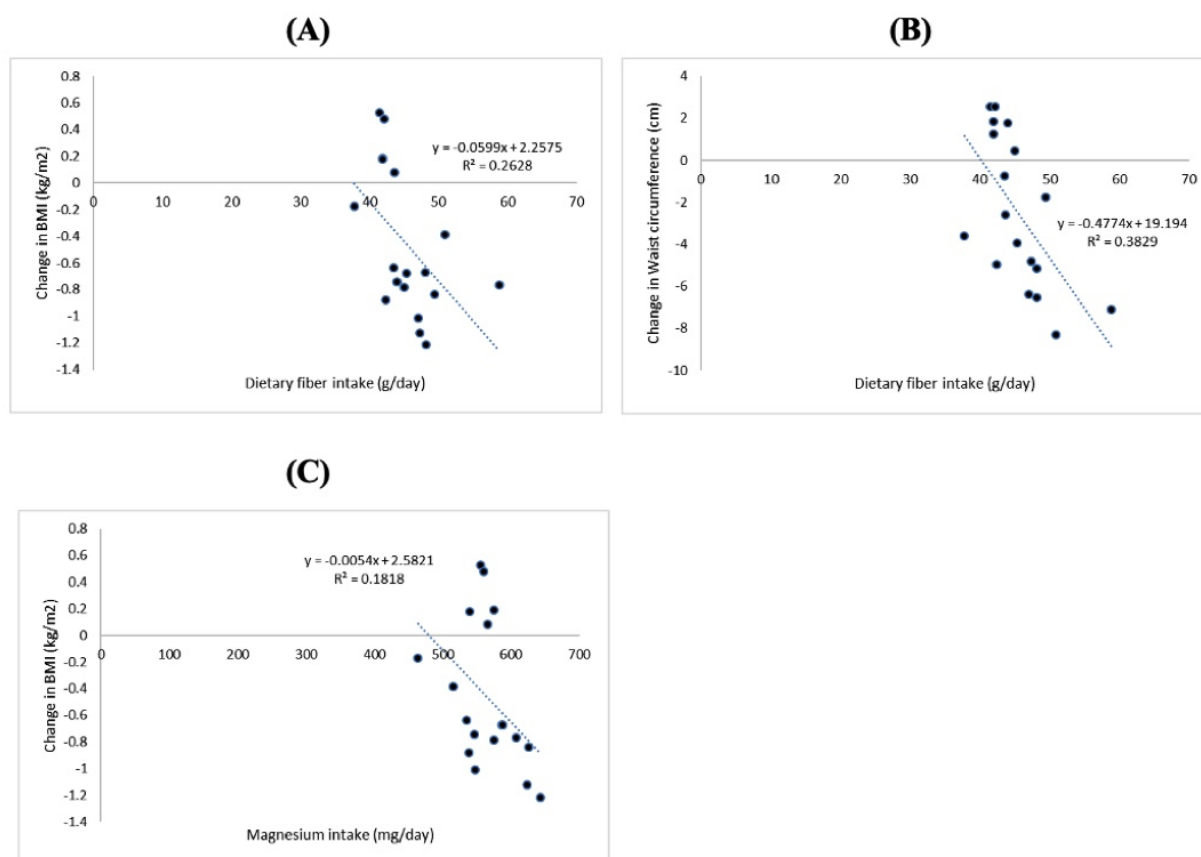 (A)
0.8
0.6
0.4
0.2
0
-0.2
-0.4
-0.6
-0.8
-1
-1.2
-1.4
0 10 20 30 40 50 60 70
y = -0.0599x + 2.2575
R² = 0.2628
Change in BMI (kg/m2)
Dietary fiber intake (g/day)
(B)
4
2
0
-2
-4
-6
-8
-10
0 10 20 30 40 50 60 70
y = -0.4774x + 19.194
R² = 0.3829
Change in Waist circumference (cm)
Dietary fiber intake (g/day)
(C)
0.8
0.6
0.4
0.2
0
-0.2
-0.4
-0.6
-0.8
-1
-1.2
-1.4
0 100 200 300 400 500 600 700
y = -0.0054x + 2.5821
R² = 0.1818
Change in BMI (kg/m2)
Magnesium intake (mg/day)